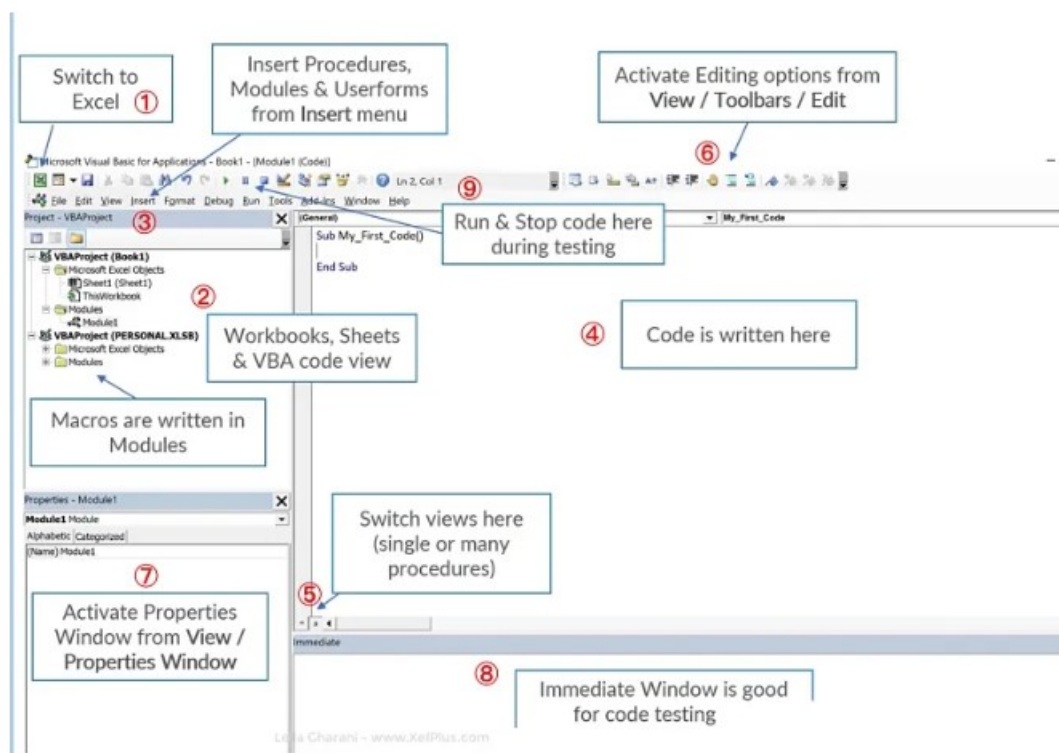 Switch to
Excel ①
Insert Procedures,
Modules & Userforms
from Insert menu
Activate Editing options from
View / Toolbars / Edit
⑥
Microsoft Visual Basic for Applications - Book1 - [Module1 (Code)]
Ln 2, Col 1
⑨
File Edit View Insert Format Debug Run Tools Add-Ins Window Help
③
Project - VBAProject
(General)
My_First_Code
Run & Stop code here
during testing
Sub My_First_Code()
End Sub
VBAProject (Book1)
Microsoft Excel Objects
Sheet1 (Sheet1)
ThisWorkbook
Modules
Module1
VBAProject (PERSONAL.XLSB)
Microsoft Excel Objects
Modules
②
Workbooks, Sheets
& VBA code view
④
Code is written here
Macros are written in
Modules
Properties - Module1
Module1 Module
Alphabetic Categorized
(Name) Module1
⑦
Activate Properties
Window from View /
Properties Window
Switch views here
(single or many
procedures)
⑤
Immediate
⑧
Immediate Window is good
for code testing
Leila Gharani - www.XelPlus.com